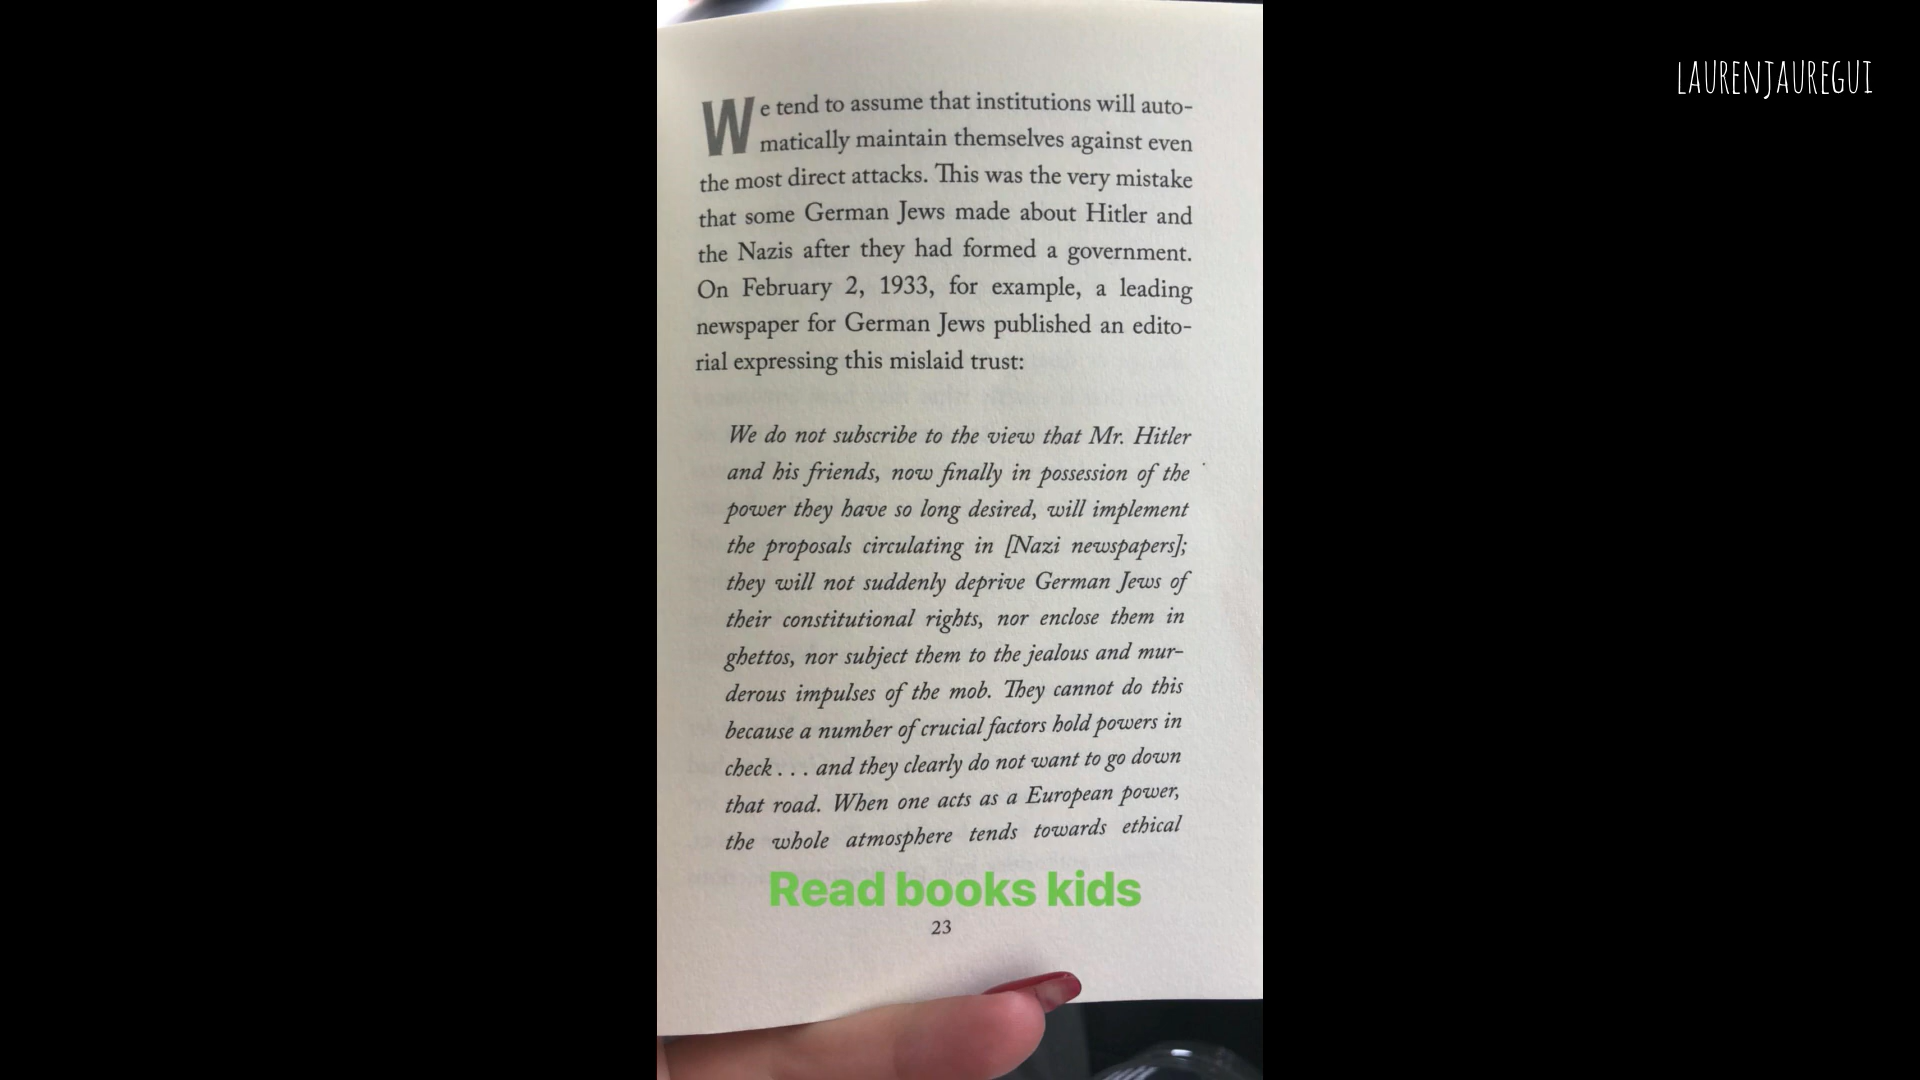 LAURENJAUREGUI
We tend to assume that institutions will auto-
matically maintain themselves against even
the most direct attacks. This was the very mistake
that some German Jews made about Hitler and
the Nazis after they had formed a government.
On February 2, 1933, for example, a leading
newspaper for German Jews published an edito-
rial expressing this mislaid trust:
We do not subscribe to the view that Mr. Hitler
and his friends, now finally in possession of the
power they have so long desired, will implement
the proposals circulating in [Nazi newspapers];
they will not suddenly deprive German Jews of
their constitutional rights, nor enclose them in
ghettos, nor subject them to the jealous and mur-
derous impulses of the mob. They cannot do this
because a number of crucial factors hold powers in
check . . . and they clearly do not want to go down
that road. When one acts as a European power,
the whole atmosphere tends towards ethical
Read books kids
23